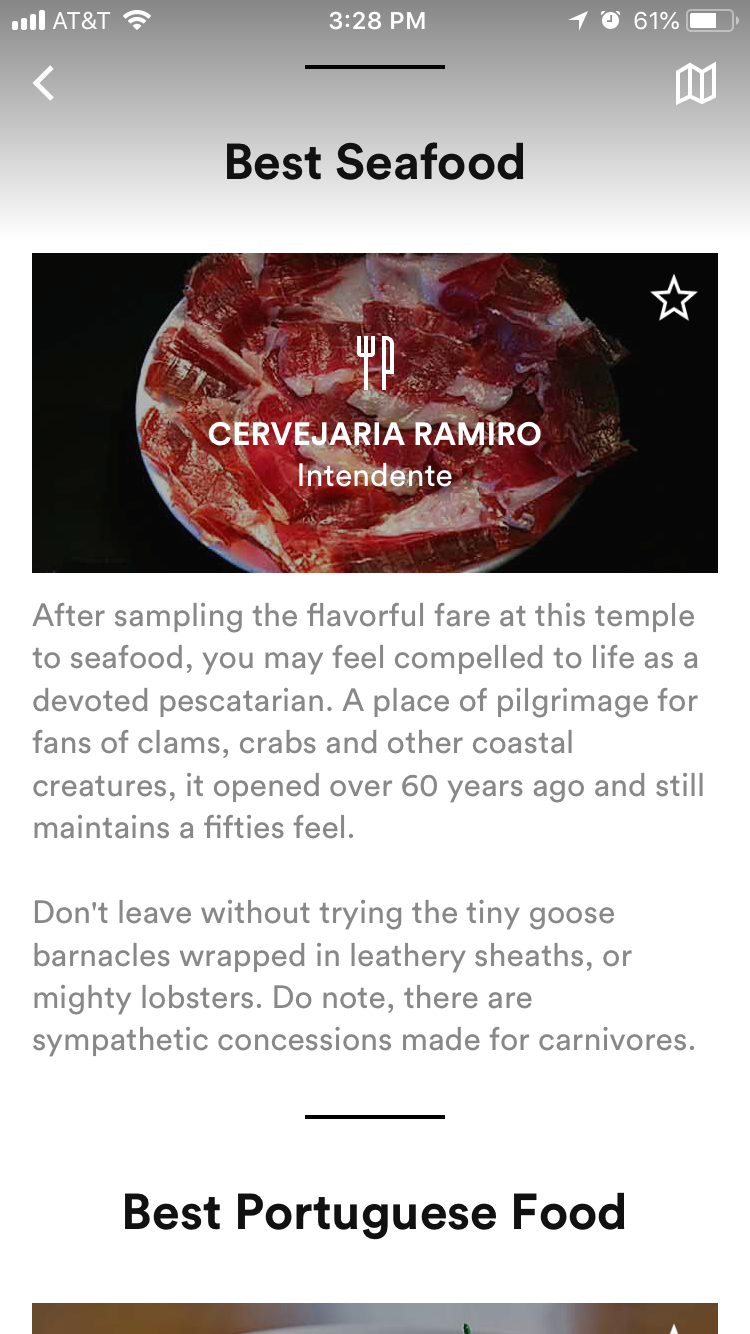 AT&T 3:28 PM 61%
Best Seafood
CERVEJARIA RAMIRO
Intendente
After sampling the flavorful fare at this temple
to seafood, you may feel compelled to life as a
devoted pescatarian. A place of pilgrimage for
fans of clams, crabs and other coastal
creatures, it opened over 60 years ago and still
maintains a fifties feel.
Don't leave without trying the tiny goose
barnacles wrapped in leathery sheaths, or
mighty lobsters. Do note, there are
sympathetic concessions made for carnivores.
Best Portuguese Food